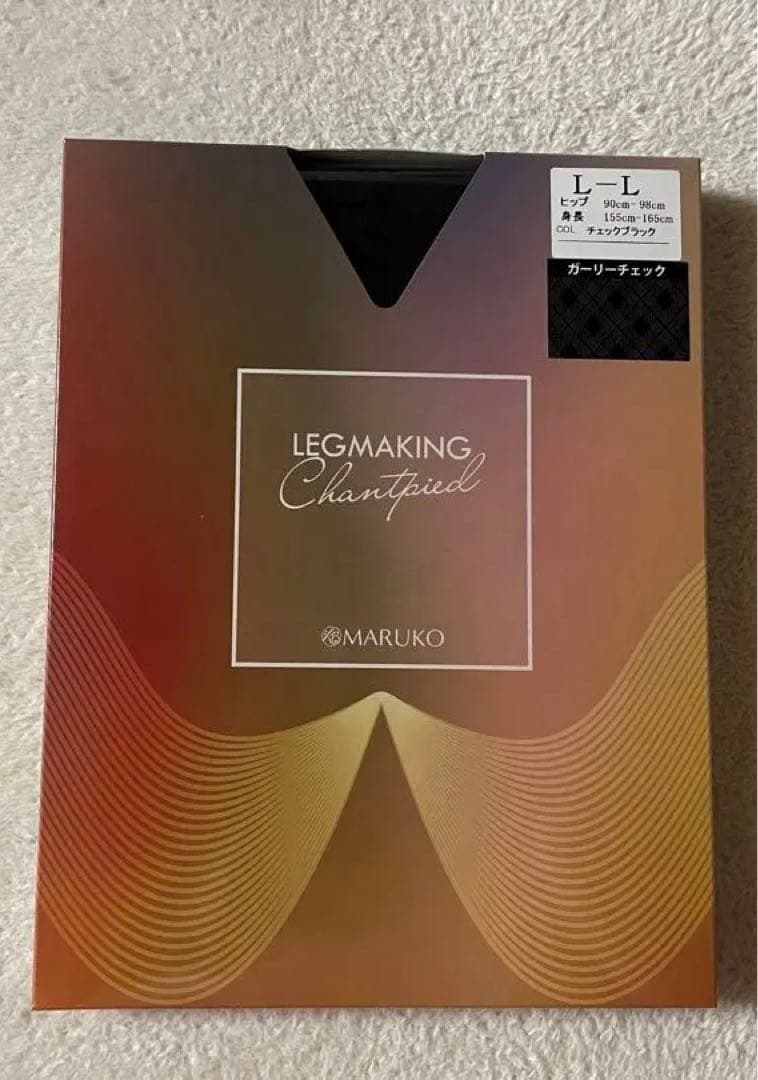 L－L
ヒップ 90cm-98cm
身長 155cm-165cm
COL チェックブラック
ガーリーチェック
LEGMAKING
Chantpied
MARUKO